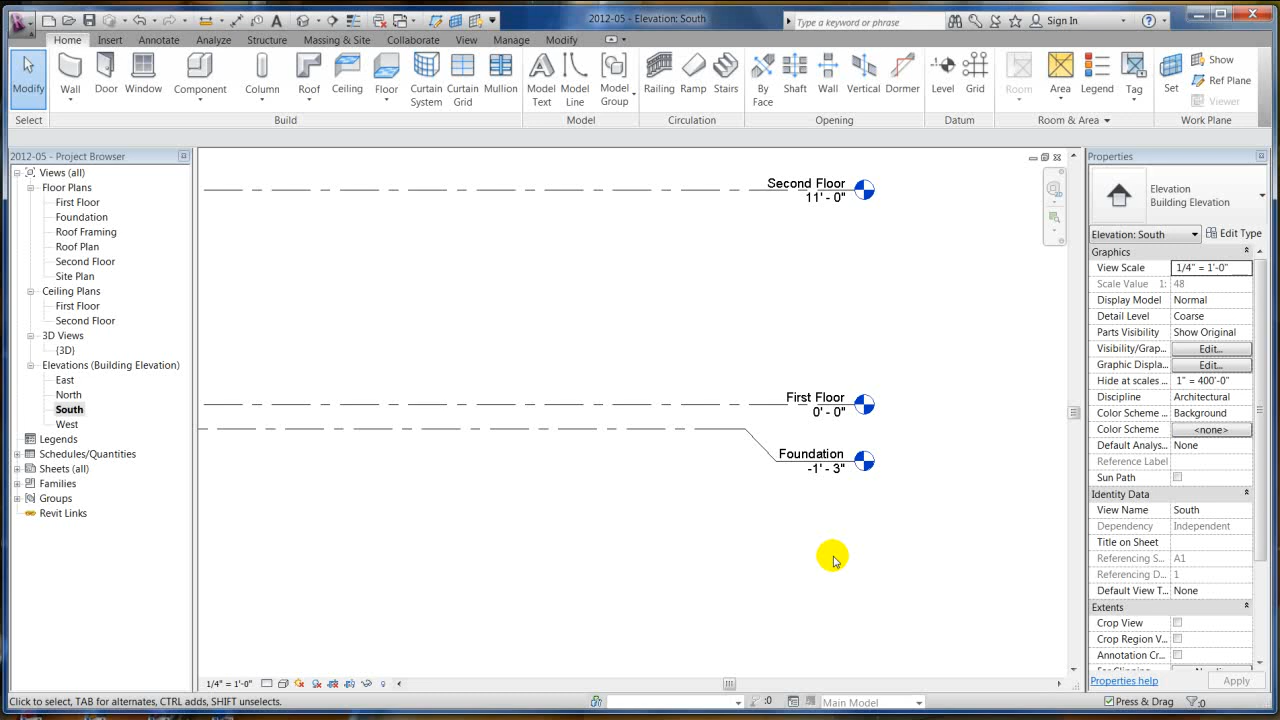 2012-05 - Elevation: South
Type a keyword or phrase
Sign In
Home Insert Annotate Analyze Structure Massing & Site Collaborate View Manage Modify
Modify
Wall
Door
Window
Component
Column
Roof
Ceiling
Floor
Curtain System
Curtain Grid
Mullion
Model Text
Model Line
Model Group
Railing
Ramp
Stairs
By Face
Shaft
Wall
Vertical
Dormer
Level
Grid
Room
Area
Legend
Tag
Set
Show
Ref Plane
Viewer
Select Build Model Circulation Opening Datum Room & Area Work Plane
2012-05 - Project Browser
Views (all)
Floor Plans
First Floor
Foundation
Roof Framing
Roof Plan
Second Floor
Site Plan
Ceiling Plans
First Floor
Second Floor
3D Views
{3D}
Elevations (Building Elevation)
East
North
South
West
Legends
Schedules/Quantities
Sheets (all)
Families
Groups
Revit Links
Second Floor
11' - 0"
First Floor
0' - 0"
Foundation
-1' - 3"
Properties
Elevation
Building Elevation
Elevation: South Edit Type
Graphics
View Scale 1/4" = 1'-0"
Scale Value 1: 48
Display Model Normal
Detail Level Coarse
Parts Visibility Show Original
Visibility/Grap... Edit...
Graphic Displa... Edit...
Hide at scales ... 1" = 400'-0"
Discipline Architectural
Color Scheme ... Background
Color Scheme <none>
Default Analys... None
Reference Label
Sun Path
Identity Data
View Name South
Dependency Independent
Title on Sheet
Referencing S... A1
Referencing D... 1
Default View T... None
Extents
Crop View
Crop Region V...
Annotation Cr...
Properties help Apply
1/4" = 1'-0"
Click to select, TAB for alternates, CTRL adds, SHIFT unselects.
:0
Main Model
Press & Drag
:0